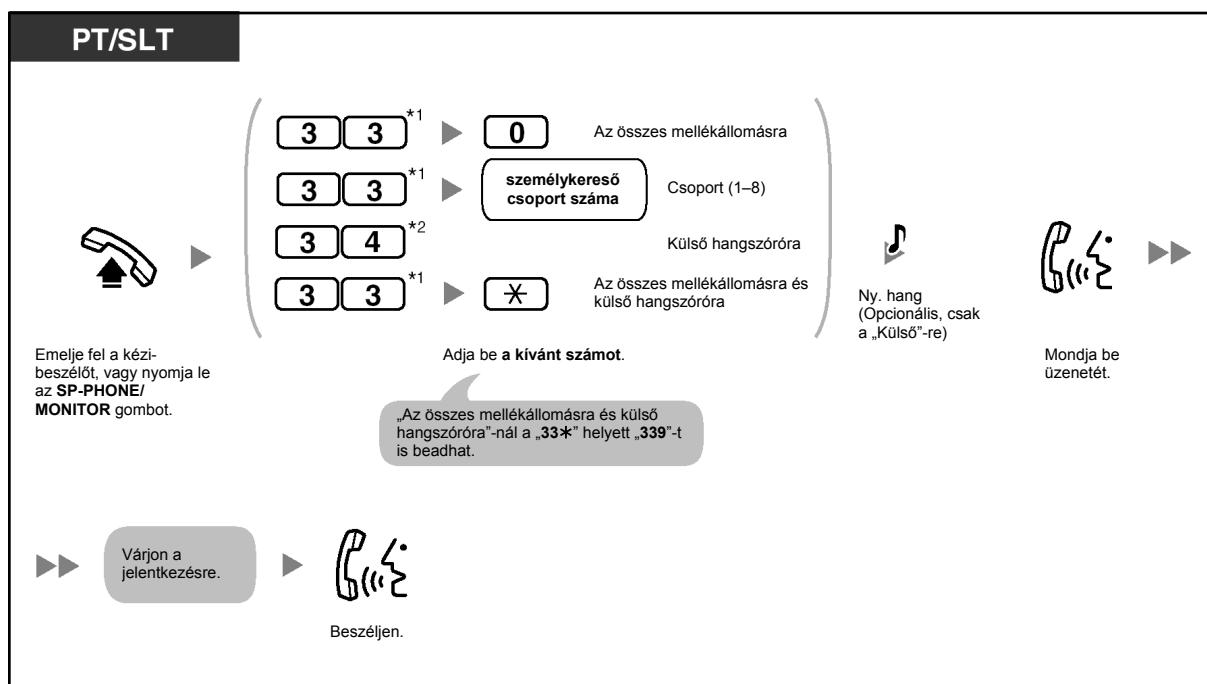 PT/SLT
3 3 *1 0 Az összes mellékállomásra
3 3 *1 személykereső
csoport száma Csoport (1–8)
3 4 *2 Külső hangszóróra
3 3 *1 ✳ Az összes mellékállomásra és
külső hangszóróra
Emelje fel a kézi-
beszélőt, vagy nyomja le
az SP-PHONE/
MONITOR gombot.
Adja be a kívánt számot.
„Az összes mellékállomásra és külső
hangszóróra”-nál a „33✳” helyett „339”-t
is beadhat.
Ny. hang
(Opcionális, csak
a „Külső”-re)
Mondja be
üzenetét.
Várjon a
jelentkezésre.
Beszéljen.